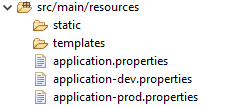 src/main/resources
static
templates
application.properties
application-dev.properties
application-prod.properties